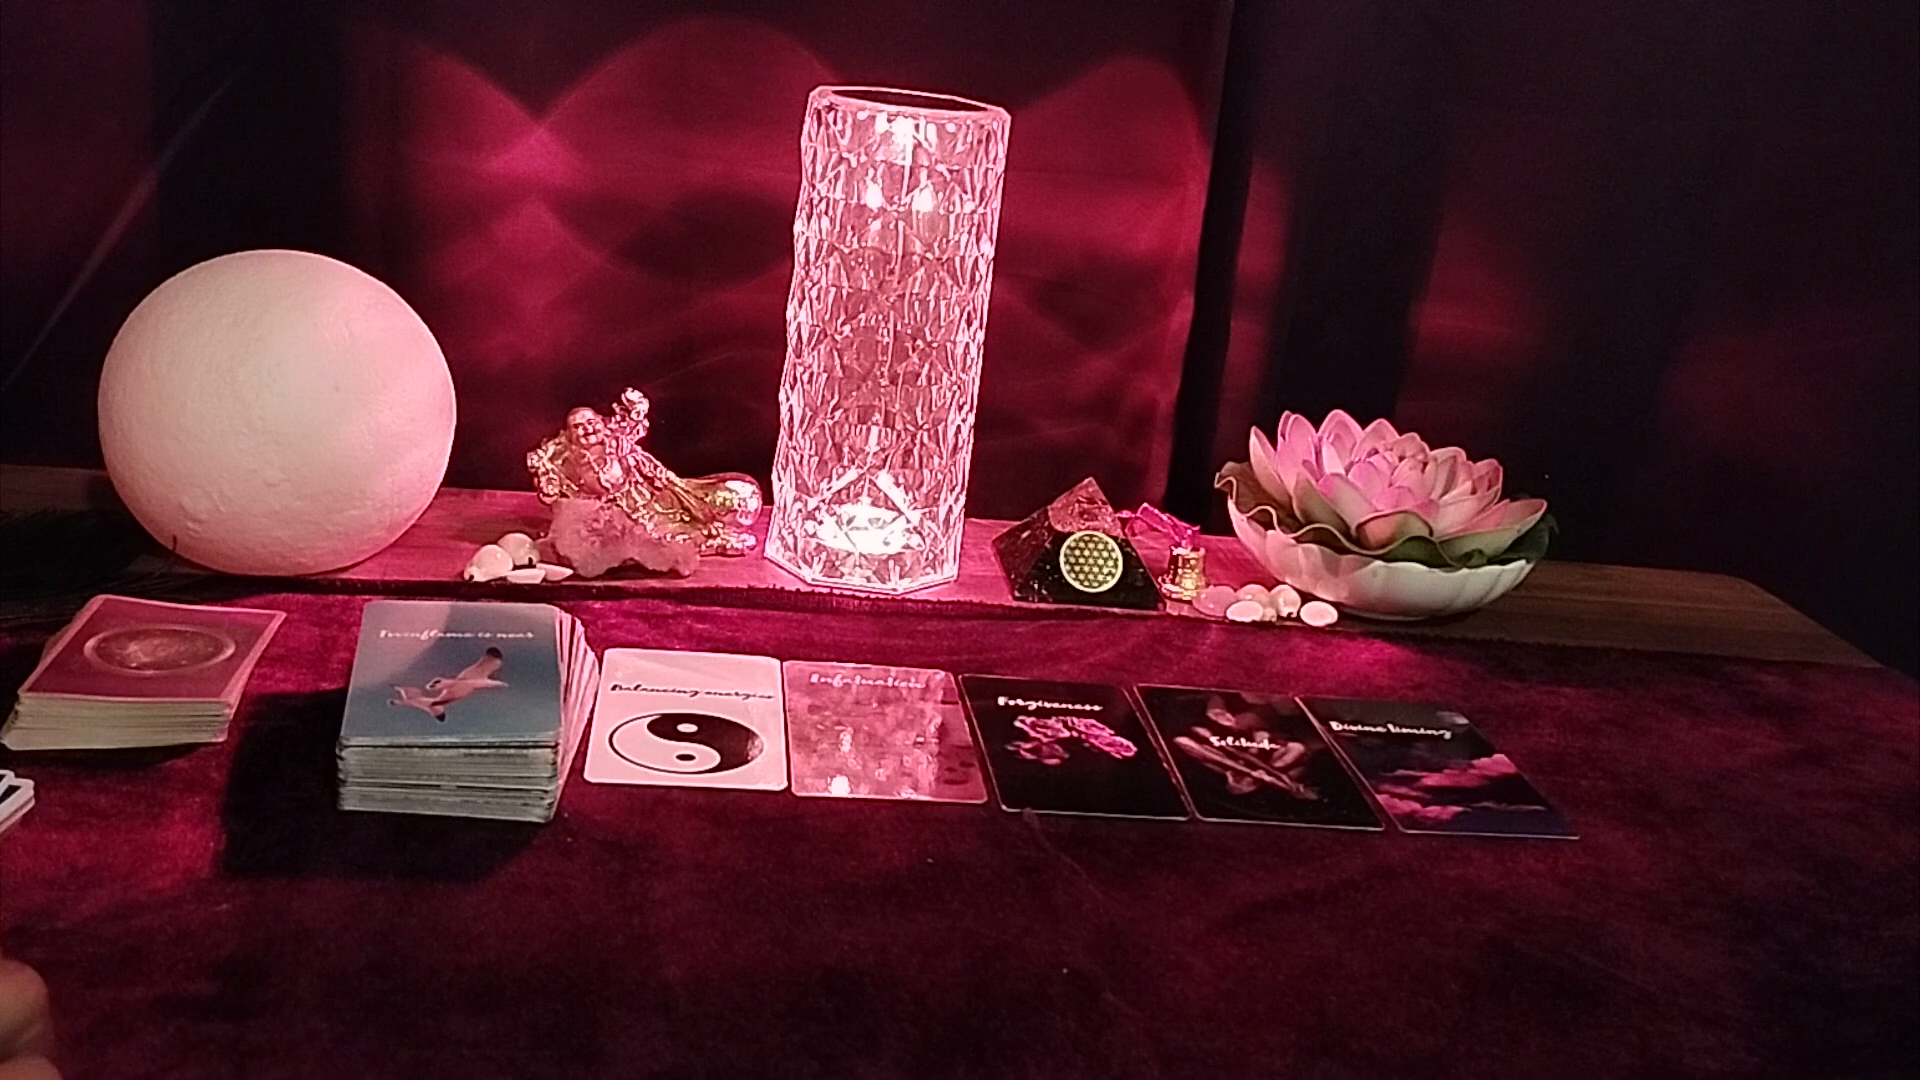 Twinflame is near
Balancing energies
Infatuation
Forgiveness
Solitude
Divine timing